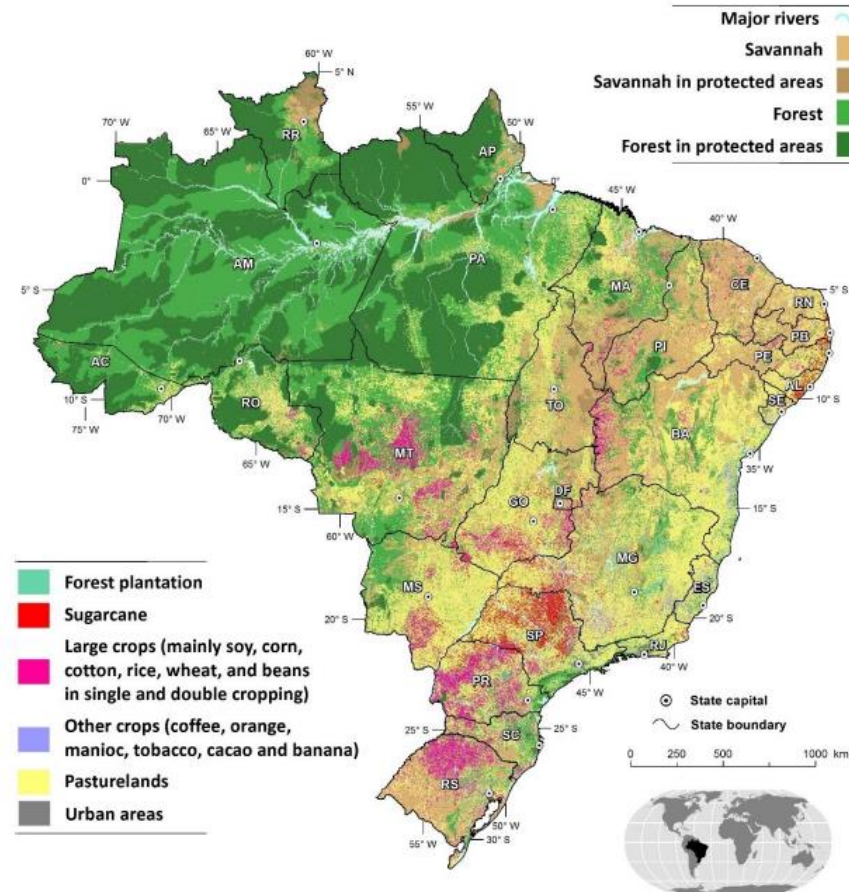 Major rivers
Savannah
Savannah in protected areas
Forest
Forest in protected areas
60° W
5° N
55° W
50° W
70° W
65° W
RR
AP
0°
0°
45° W
40° W
AM
PA
MA
CE
5° S
RN
5° S
PB
PI
PE
AC
AL
10° S
SE
10° S
75° W
70° W
RO
TO
BA
65° W
MT
35° W
15° S
GO
DF
15° S
60° W
MG
MS
ES
20° S
20° S
SP
RJ
40° W
45° W
PR
25° S
SC
25° S
RS
50° W
55° W
30° S
Forest plantation
Sugarcane
Large crops (mainly soy, corn,
cotton, rice, wheat, and beans
in single and double cropping)
Other crops (coffee, orange,
manioc, tobacco, cacao and banana)
Pasturelands
Urban areas
State capital
State boundary
0 250 500 1000 km